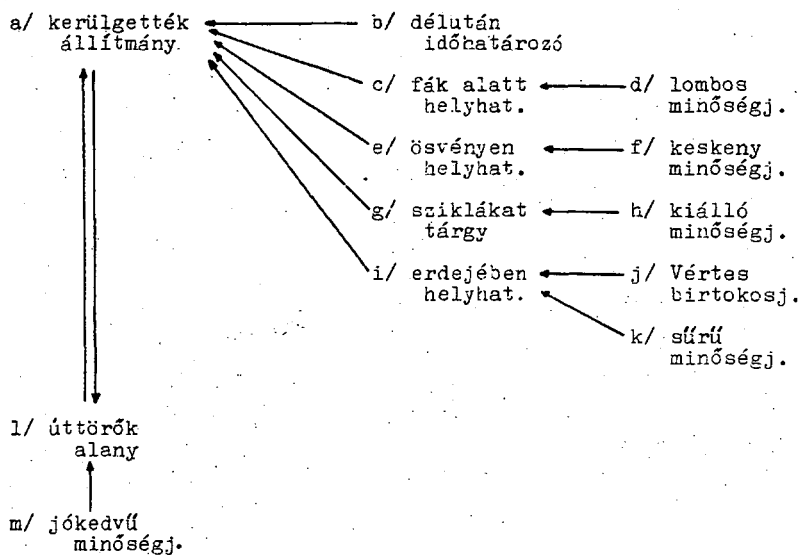 a/ kerülgették b/ délután
állítmány időhatározó
c/ fák alatt d/ lombos
helyhat. minőségj.
e/ ösvényen f/ keskeny
helyhat. minőségj.
g/ sziklákat h/ kiálló
tárgy minőségj.
i/ erdejében j/ Vértes
helyhat. birtokosj.
k/ sűrű
minőségj.
l/ úttörők
alany
m/ jókedvű
minőségj.